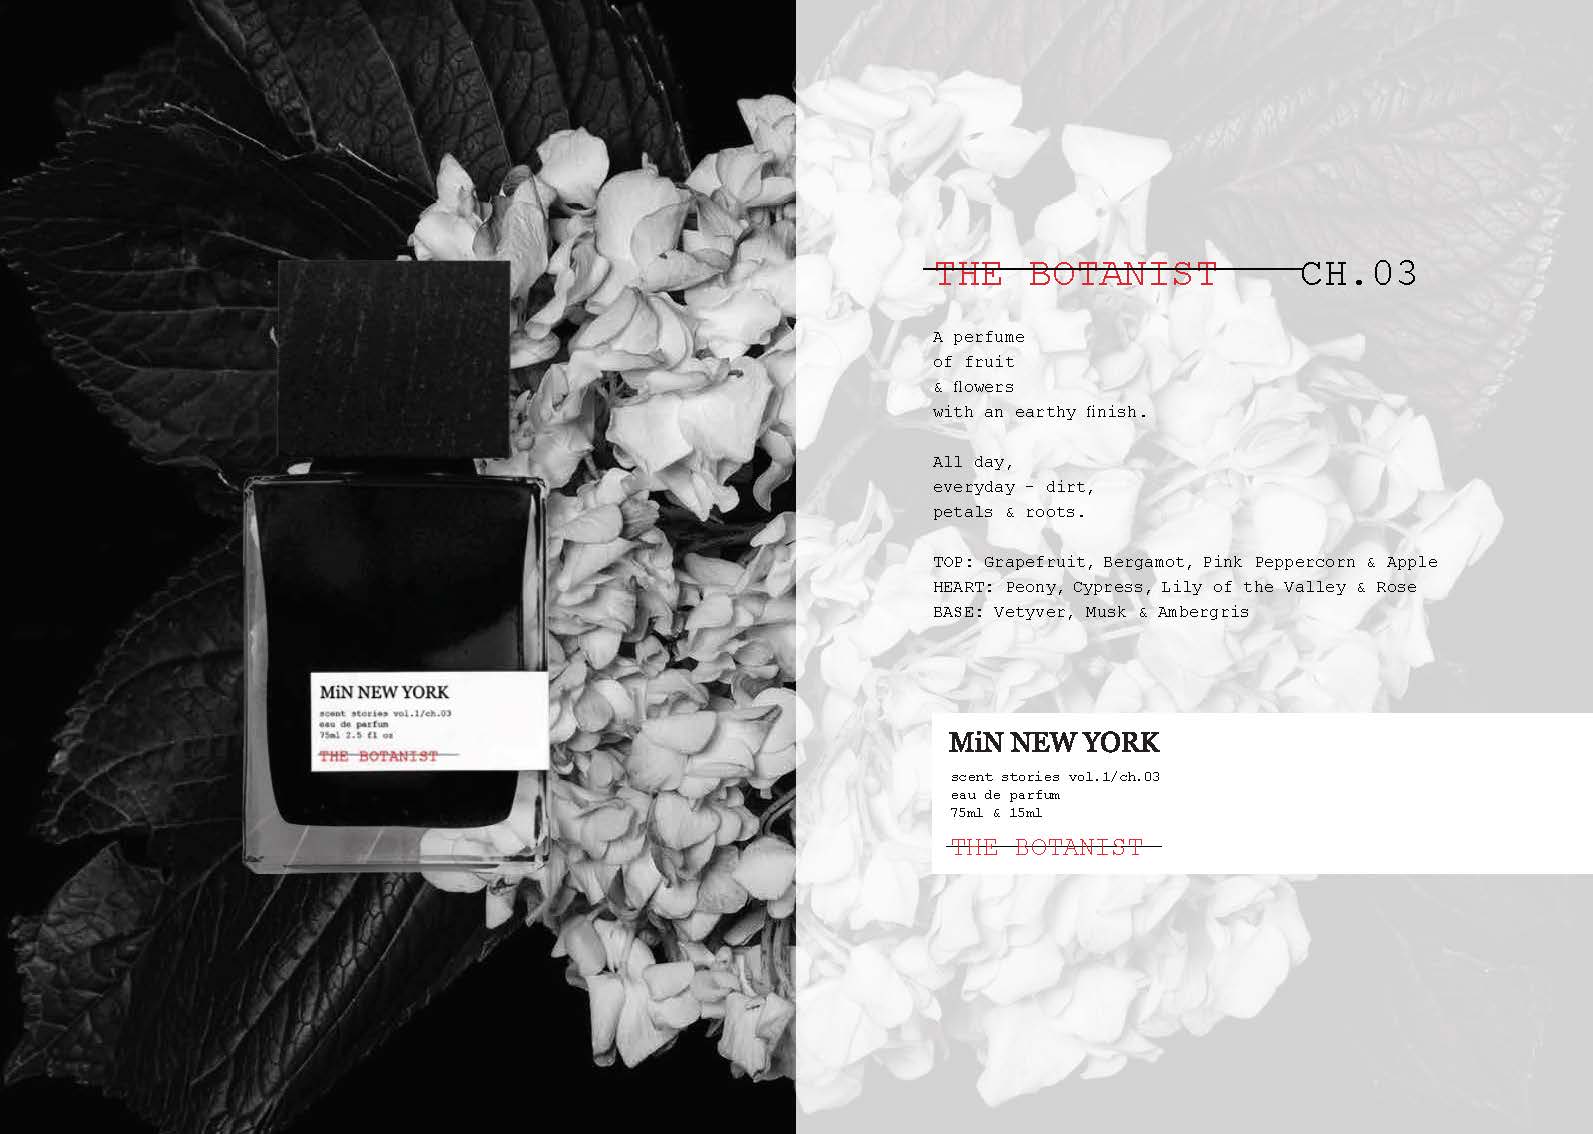 MiN NEW YORK
scent stories vol.1/ch.03
eau de parfum
75ml 2.5 fl oz
THE BOTANIST
THE BOTANIST CH.03
A perfume
of fruit
& flowers
with an earthy finish.
All day,
everyday - dirt,
petals & roots.
TOP: Grapefruit, Bergamot, Pink Peppercorn & Apple
HEART: Peony, Cypress, Lily of the Valley & Rose
BASE: Vetyver, Musk & Ambergris
MiN NEW YORK
scent stories vol.1/ch.03
eau de parfum
75ml & 15ml
THE BOTANIST